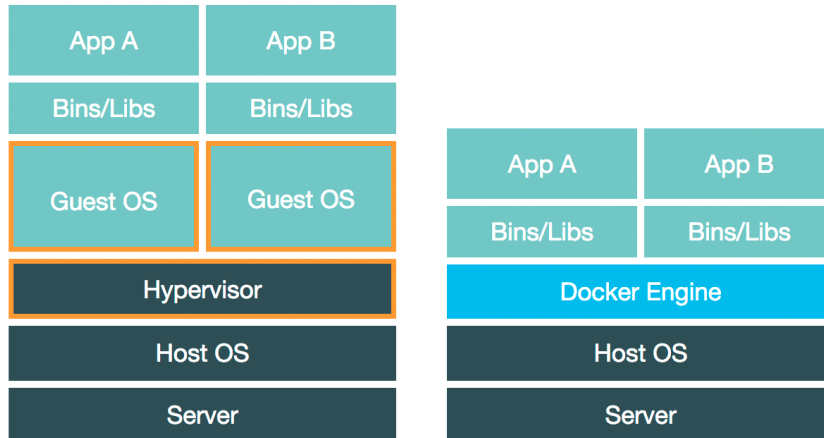 App A
App B
Bins/Libs
Bins/Libs
Guest OS
Guest OS
Hypervisor
Host OS
Server
App A
App B
Bins/Libs
Bins/Libs
Docker Engine
Host OS
Server